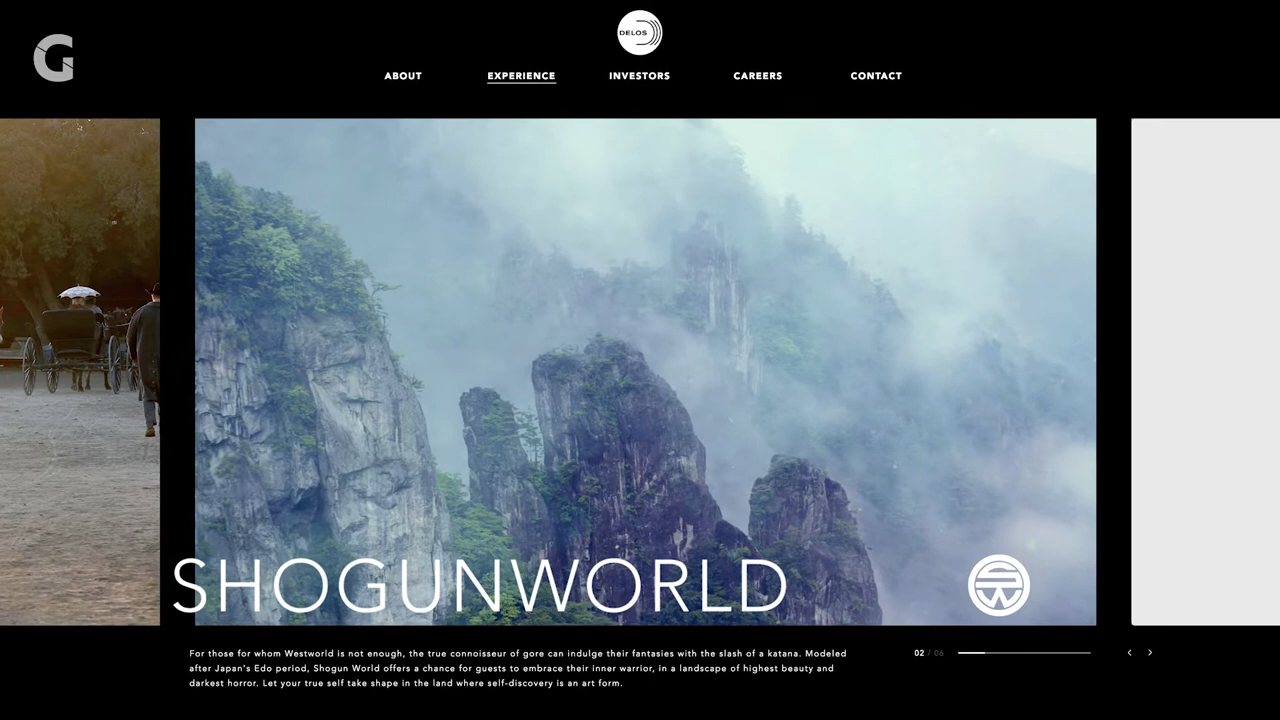 G
DELOS
ABOUT EXPERIENCE INVESTORS CAREERS CONTACT
SHOGUNWORLD
SW
For those for whom Westworld is not enough, the true connoisseur of gore can indulge their fantasies with the slash of a katana. Modeled
after Japan's Edo period, Shogun World offers a chance for guests to embrace their inner warrior, in a landscape of highest beauty and
darkest horror. Let your true self take shape in the land where self-discovery is an art form.
02 / 06